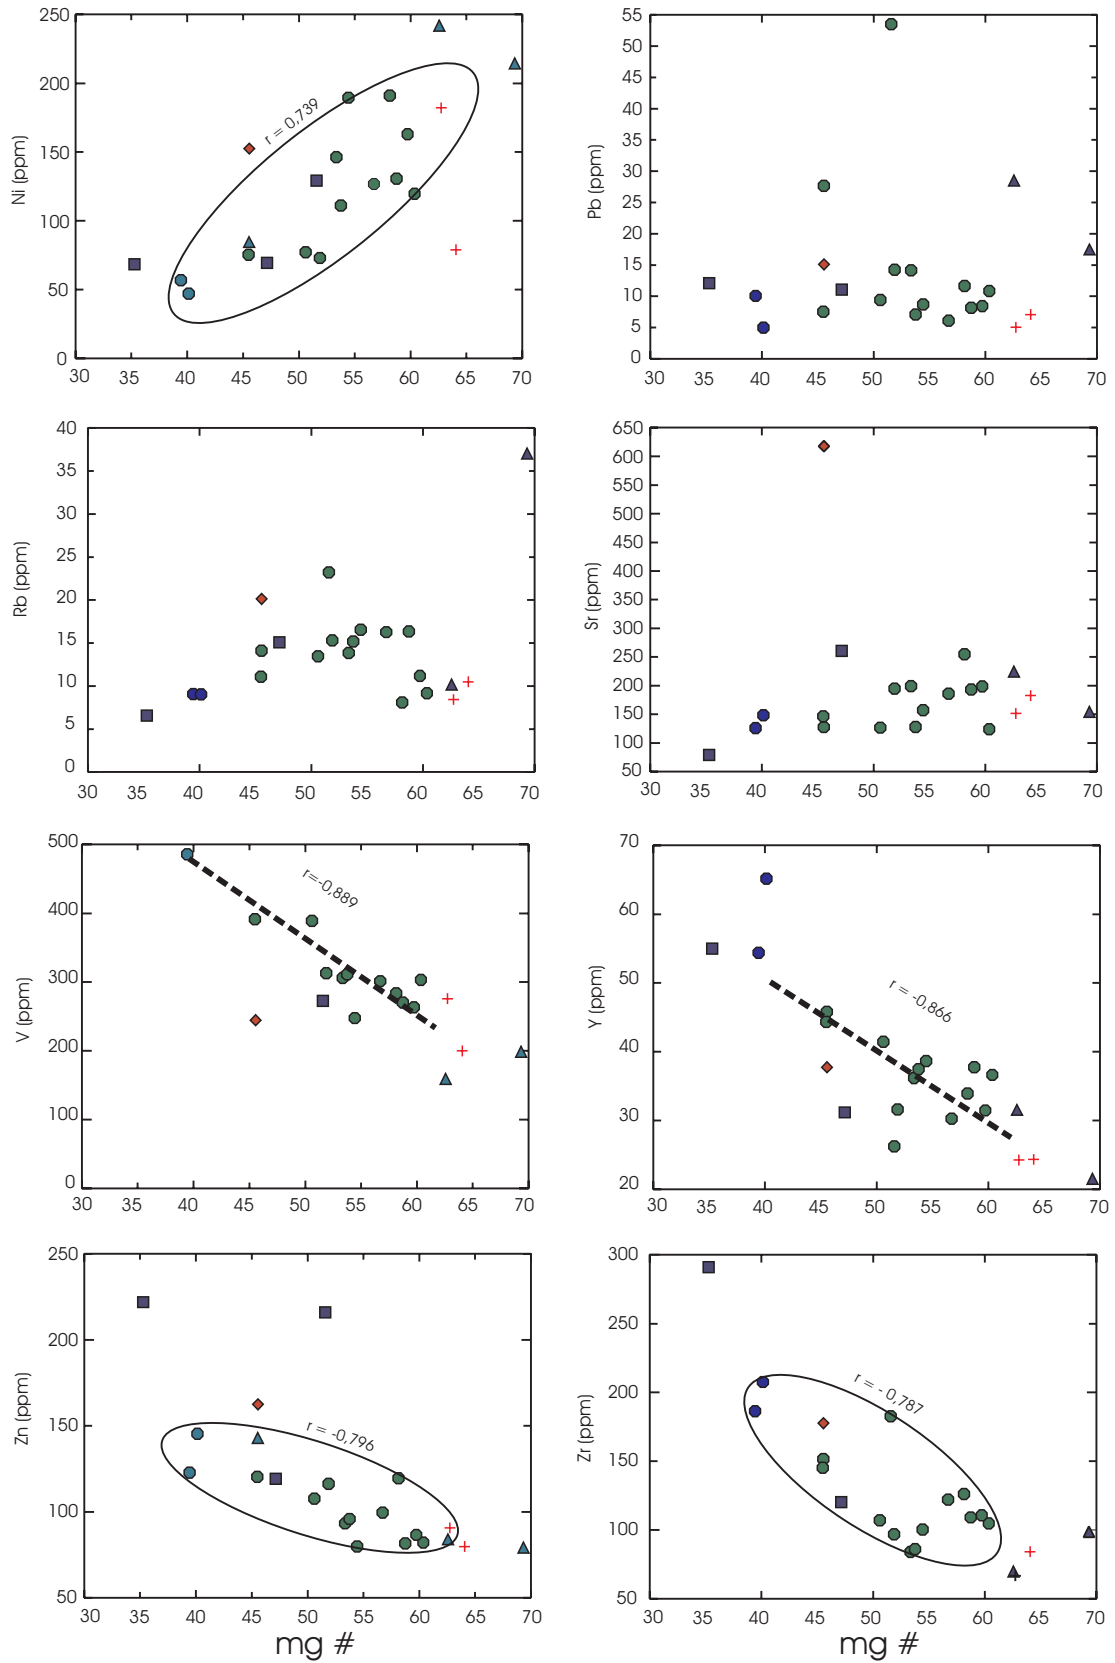 250
200
150
100
50
0
Ni (ppm)
r = 0,739
30 35 40 45 50 55 60 65 70
55
50
45
40
35
30
25
20
15
10
5
0
Pb (ppm)
30 35 40 45 50 55 60 65 70
40
35
30
25
20
15
10
5
0
Rb (ppm)
30 35 40 45 50 55 60 65 70
650
600
550
500
450
400
350
300
250
200
150
100
50
Sr (ppm)
30 35 40 45 50 55 60 65 70
500
400
300
200
100
0
V (ppm)
r=-0,889
30 35 40 45 50 55 60 65 70
70
60
50
40
30
20
Y (ppm)
r = -0,866
30 35 40 45 50 55 60 65 70
250
200
150
100
50
Zn (ppm)
r = -0,796
30 35 40 45 50 55 60 65 70
mg #
300
250
200
150
100
50
Zr (ppm)
r = - 0,787
30 35 40 45 50 55 60 65 70
mg #